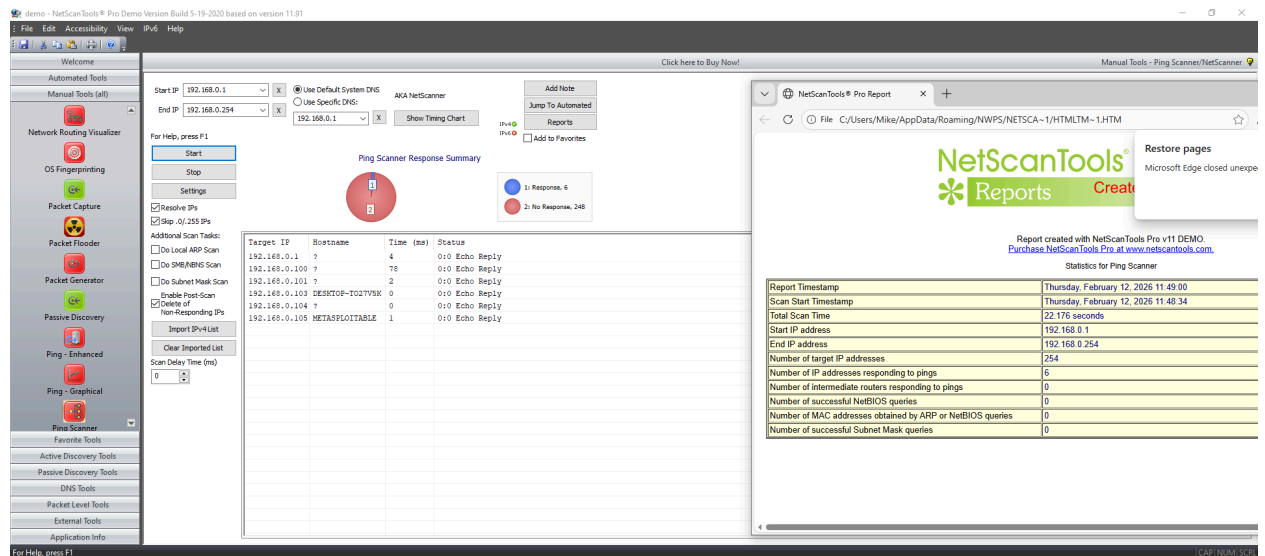 demo - NetScanTools® Pro Demo Version Build 5-19-2020 based on version 11.91
File Edit Accessibility View IPv6 Help
Welcome
Automated Tools
Manual Tools (all)
Network Routing Visualizer
OS Fingerprinting
Packet Capture
Packet Flooder
Packet Generator
Passive Discovery
Ping - Enhanced
Ping - Graphical
Ping Scanner
Favorite Tools
Active Discovery Tools
Passive Discovery Tools
DNS Tools
Packet Level Tools
External Tools
Application Info
For Help, press F1
Click here to Buy Now!
Manual Tools - Ping Scanner/NetScanner
Start IP 192.168.0.1 X
End IP 192.168.0.254 X
Use Default System DNS
Use Specific DNS:
192.168.0.1 X
AKA NetScanner
Show Timing Chart
Add Note
Jump To Automated
Reports
IPv4
IPv6
Add to Favorites
For Help, press F1
Start
Stop
Settings
Resolve IPs
Skip .0/.255 IPs
Additional Scan Tasks:
Do Local ARP Scan
Do SMB/NBNS Scan
Do Subnet Mask Scan
Enable Post-Scan
Delete of
Non-Responding IPs
Import IPv4 List
Clear Imported List
Scan Delay Time (ms)
0
Ping Scanner Response Summary
1
2
1: Response, 6
2: No Response, 248
Target IP Hostname Time (ms) Status
192.168.0.1 ? 4 0:0 Echo Reply
192.168.0.100 ? 78 0:0 Echo Reply
192.168.0.101 ? 2 0:0 Echo Reply
192.168.0.103 DESKTOP-TO27V5K 0 0:0 Echo Reply
192.168.0.104 ? 0 0:0 Echo Reply
192.168.0.105 METASPLOITTABLE 1 0:0 Echo Reply
NetScanTools® Pro Report
File C:/Users/Mike/AppData/Roaming/NWPS/NETSCA~1/HTMLTM~1.HTM
Restore pages
Microsoft Edge closed unexpe
NetScanTools®
Reports
Create
Report created with NetScanTools Pro v11 DEMO.
Purchase NetScanTools Pro at www.netscantools.com.
Statistics for Ping Scanner
Report Timestamp Thursday, February 12, 2026 11:49:00
Scan Start Timestamp Thursday, February 12, 2026 11:48:34
Total Scan Time 22.176 seconds
Start IP address 192.168.0.1
End IP address 192.168.0.254
Number of target IP addresses 254
Number of IP addresses responding to pings 6
Number of intermediate routers responding to pings 0
Number of successful NetBIOS queries 0
Number of MAC addresses obtained by ARP or NetBIOS queries 0
Number of successful Subnet Mask queries 0
CAP NUM SCRL